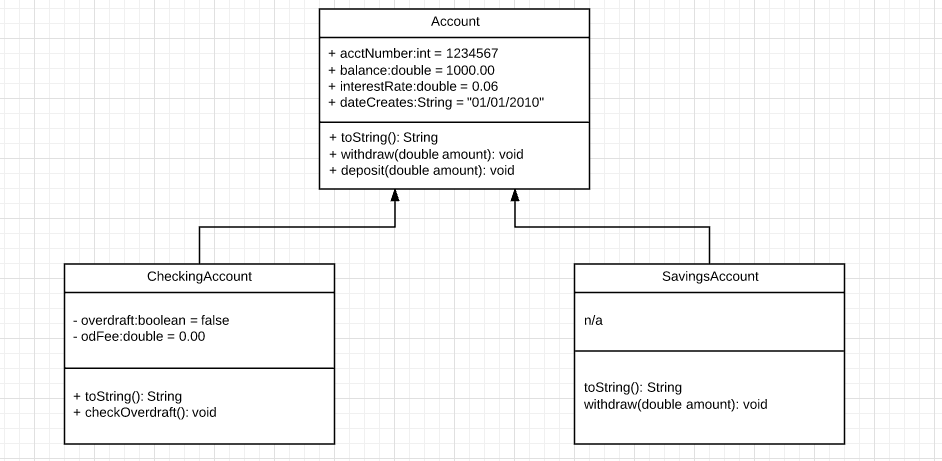 Account
+ acctNumber:int = 1234567
+ balance:double = 1000.00
+ interestRate:double = 0.06
+ dateCreates:String = "01/01/2010"
+ toString(): String
+ withdraw(double amount): void
+ deposit(double amount): void
CheckingAccount
- overdraft:boolean = false
- odFee:double = 0.00
+ toString(): String
+ checkOverdraft(): void
SavingsAccount
n/a
toString(): String
withdraw(double amount): void